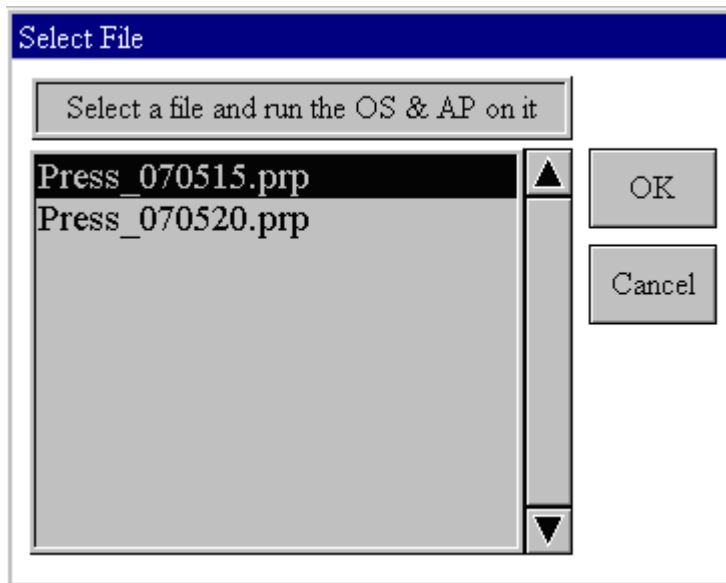 Select File
Select a file and run the OS & AP on it
Press_070515.prp
Press_070520.prp
OK
Cancel